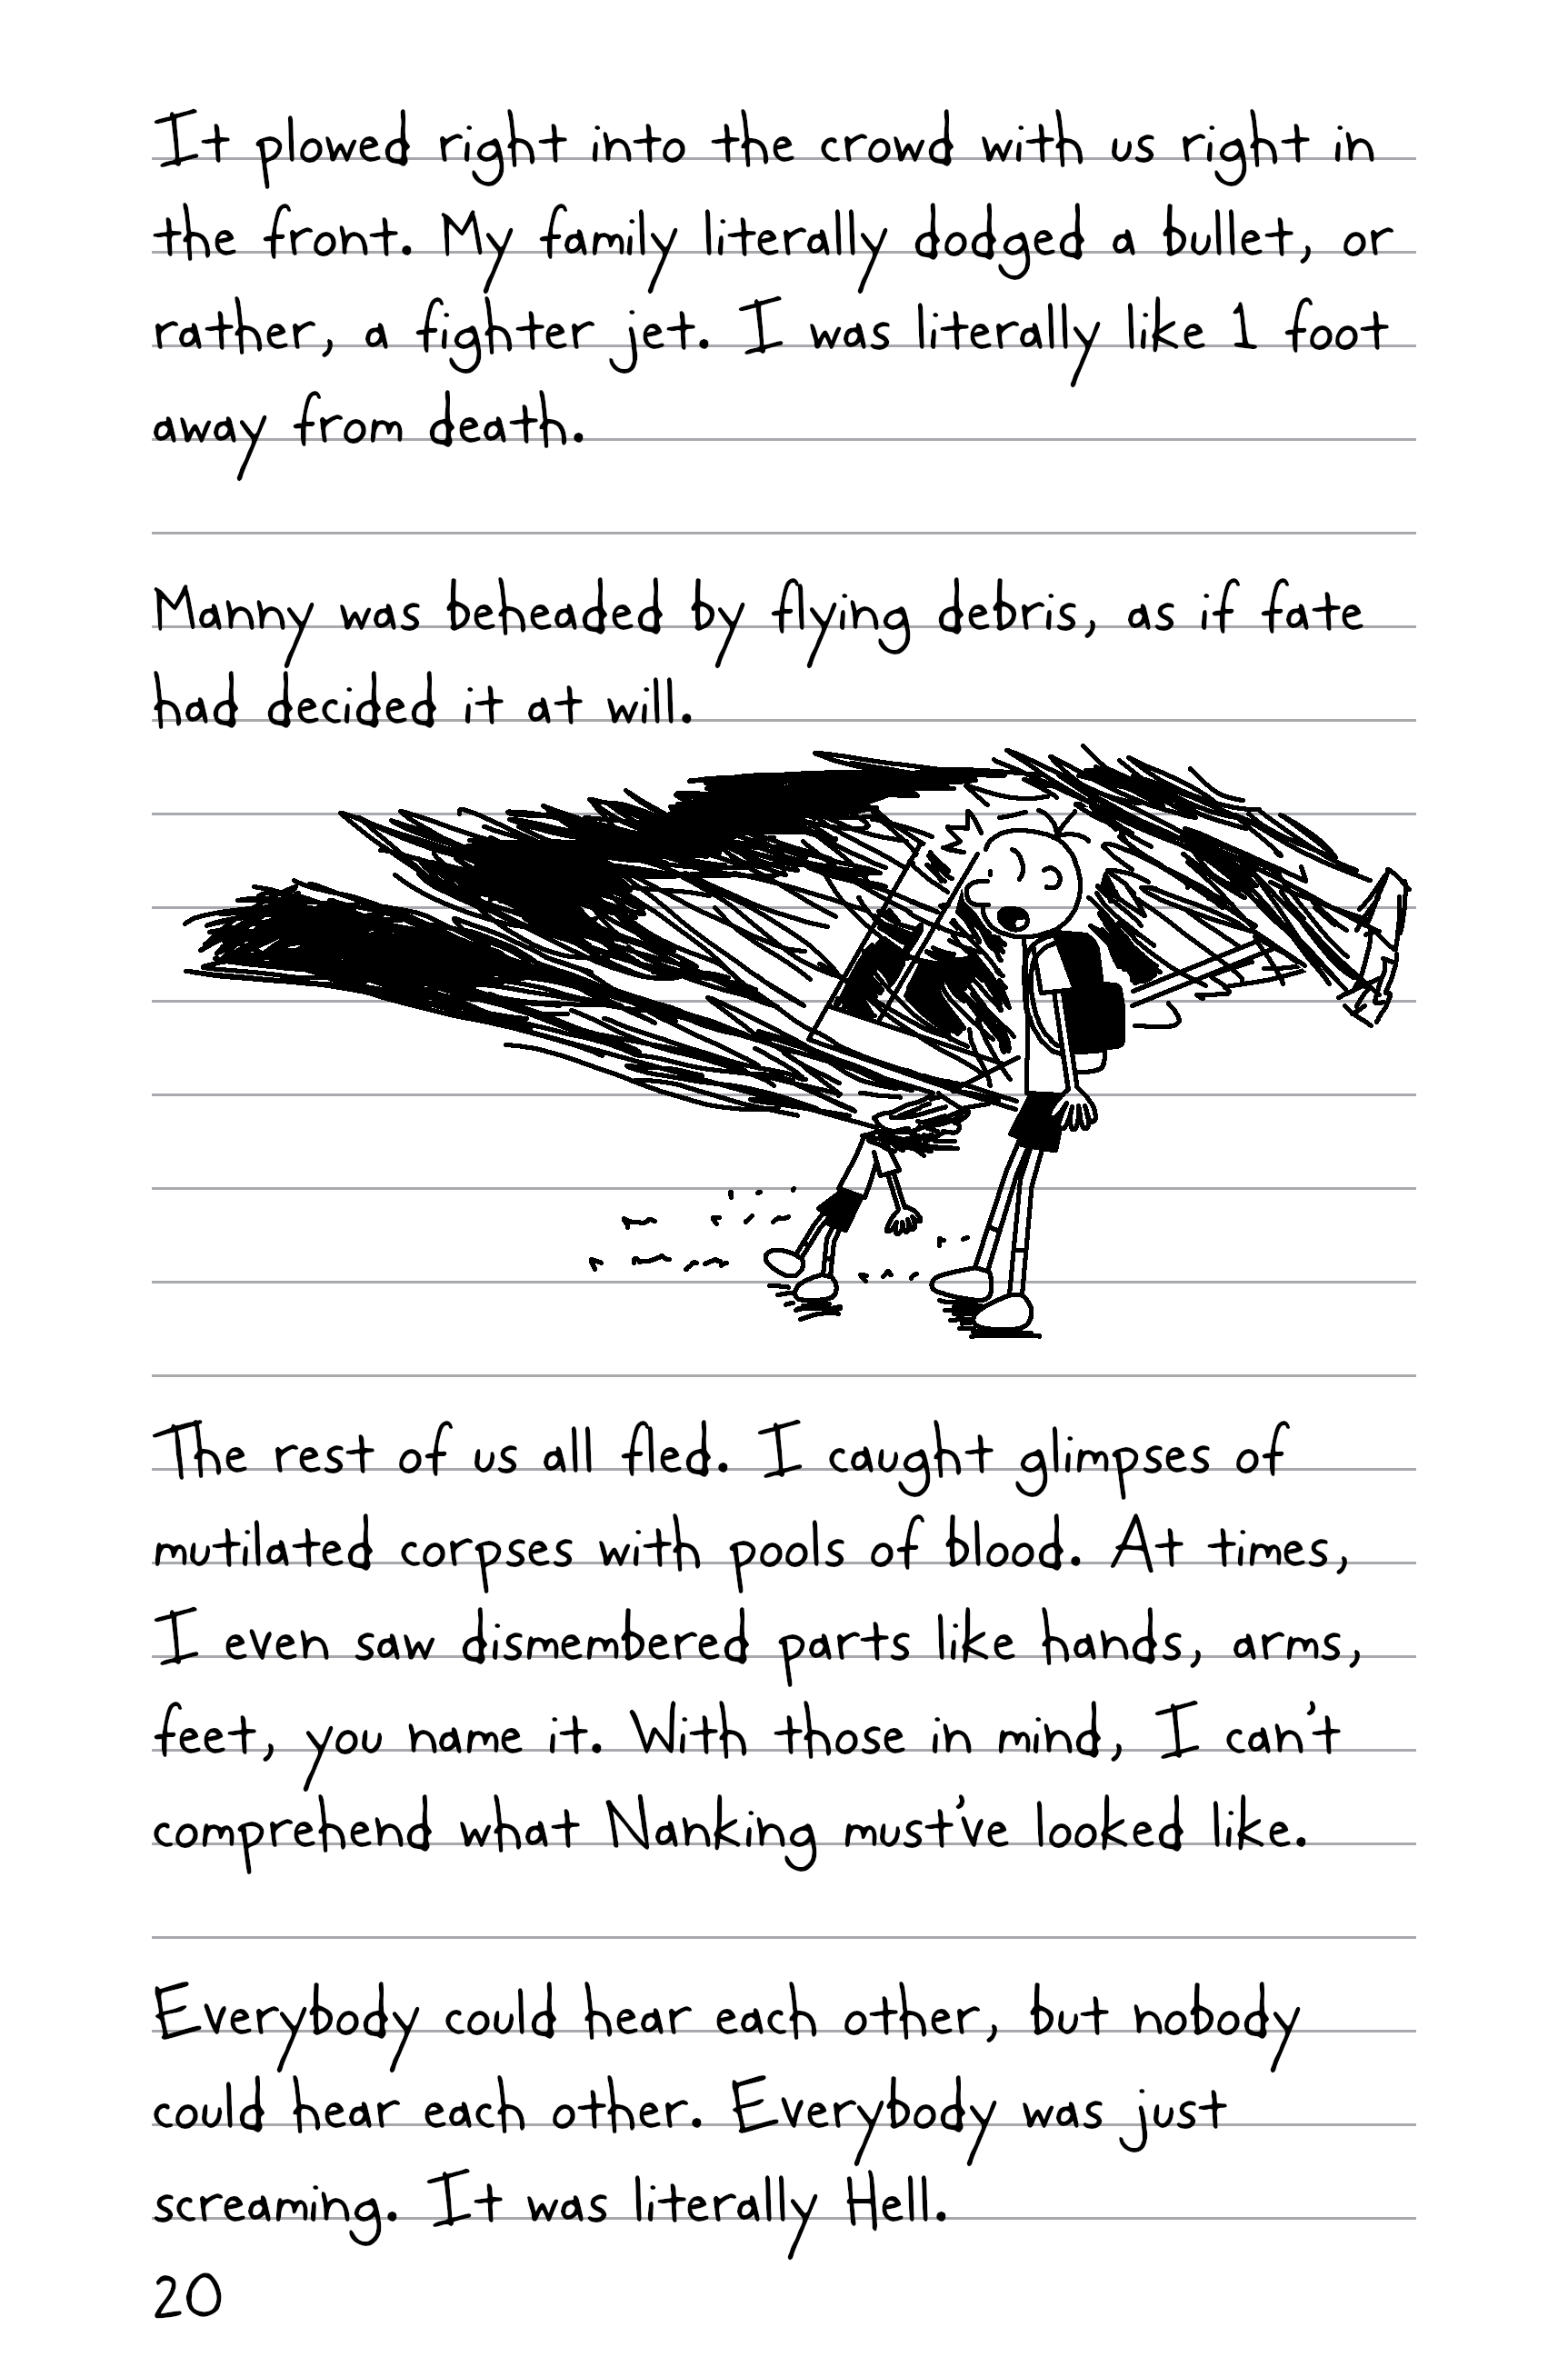 It plowed right into the crowd with us right in
the front. My family literally dodged a bullet, or
rather, a fighter jet. I was literally like 1 foot
away from death.
Manny was beheaded by flying debris, as if fate
had decided it at will.
The rest of us all fled. I caught glimpses of
mutilated corpses with pools of blood. At times,
I even saw dismembered parts like hands, arms,
feet, you name it. With those in mind, I can't
comprehend what Nanking must've looked like.
Everybody could hear each other, but nobody
could hear each other. Everybody was just
screaming. It was literally Hell.
20